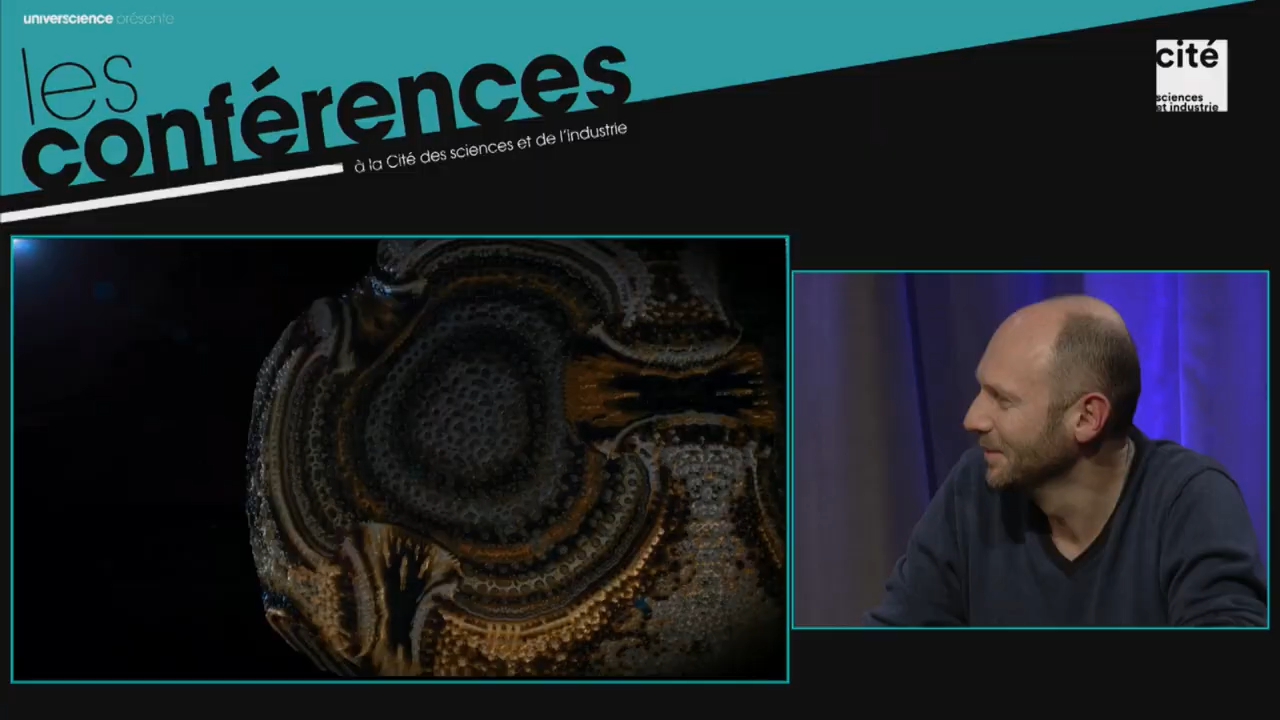 universcience présente
les
conférences
à la Cité des sciences et de l'industrie
cité
sciences
et industrie